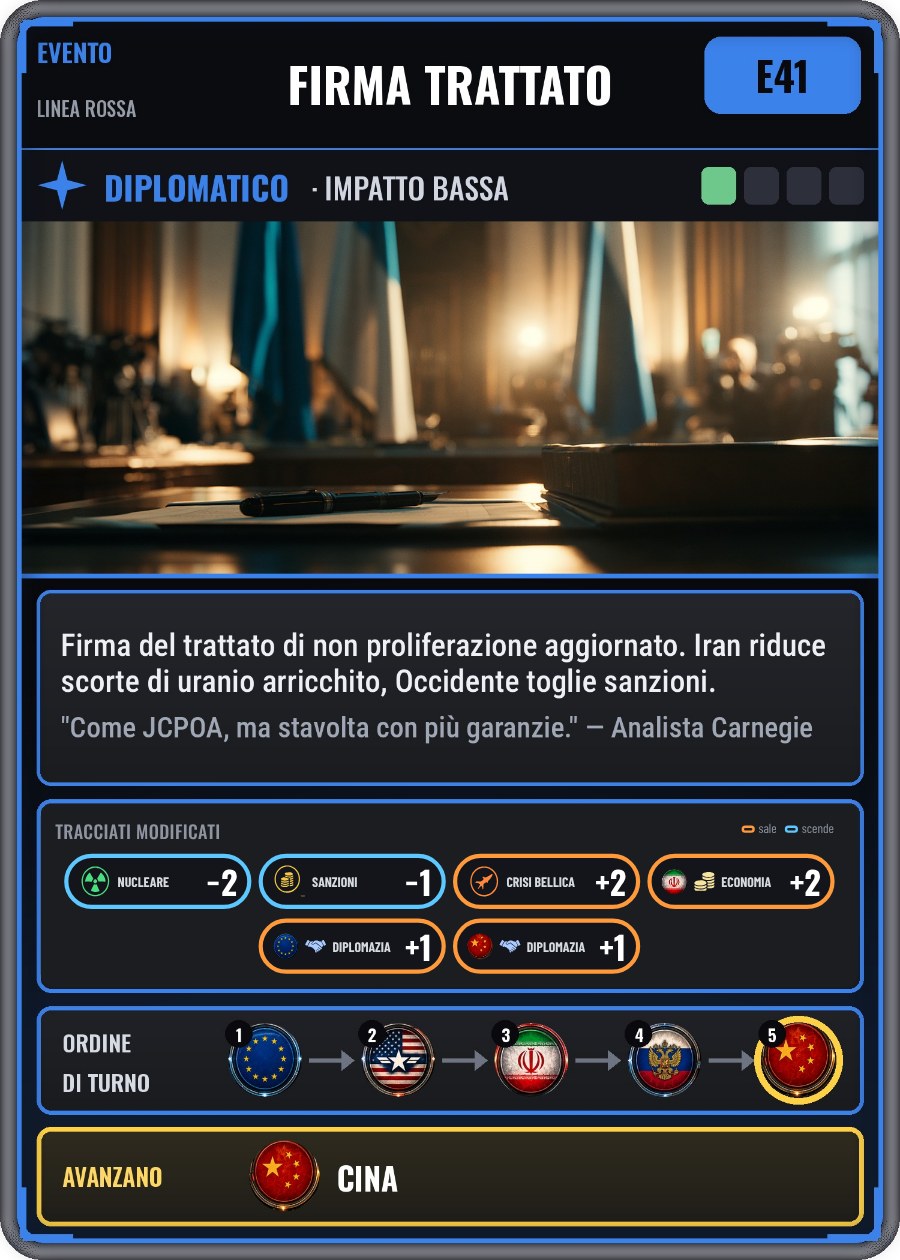 EVENTO
LINEA ROSSA
FIRMA TRATTATO
E41
DIPLOMATICO · IMPATTO BASSA
Firma del trattato di non proliferazione aggiornato. Iran riduce
scorte di uranio arricchito, Occidente toglie sanzioni.
"Come JCPOA, ma stavolta con più garanzie." — Analista Carnegie
TRACCIATI MODIFICATI
sale scende
NUCLEARE −2
SANZIONI −1
CRISI BELLICA +2
ECONOMIA +2
DIPLOMAZIA +1
DIPLOMAZIA +1
ORDINE
DI TURNO
1 2 3 4 5
AVANZANO
CINA